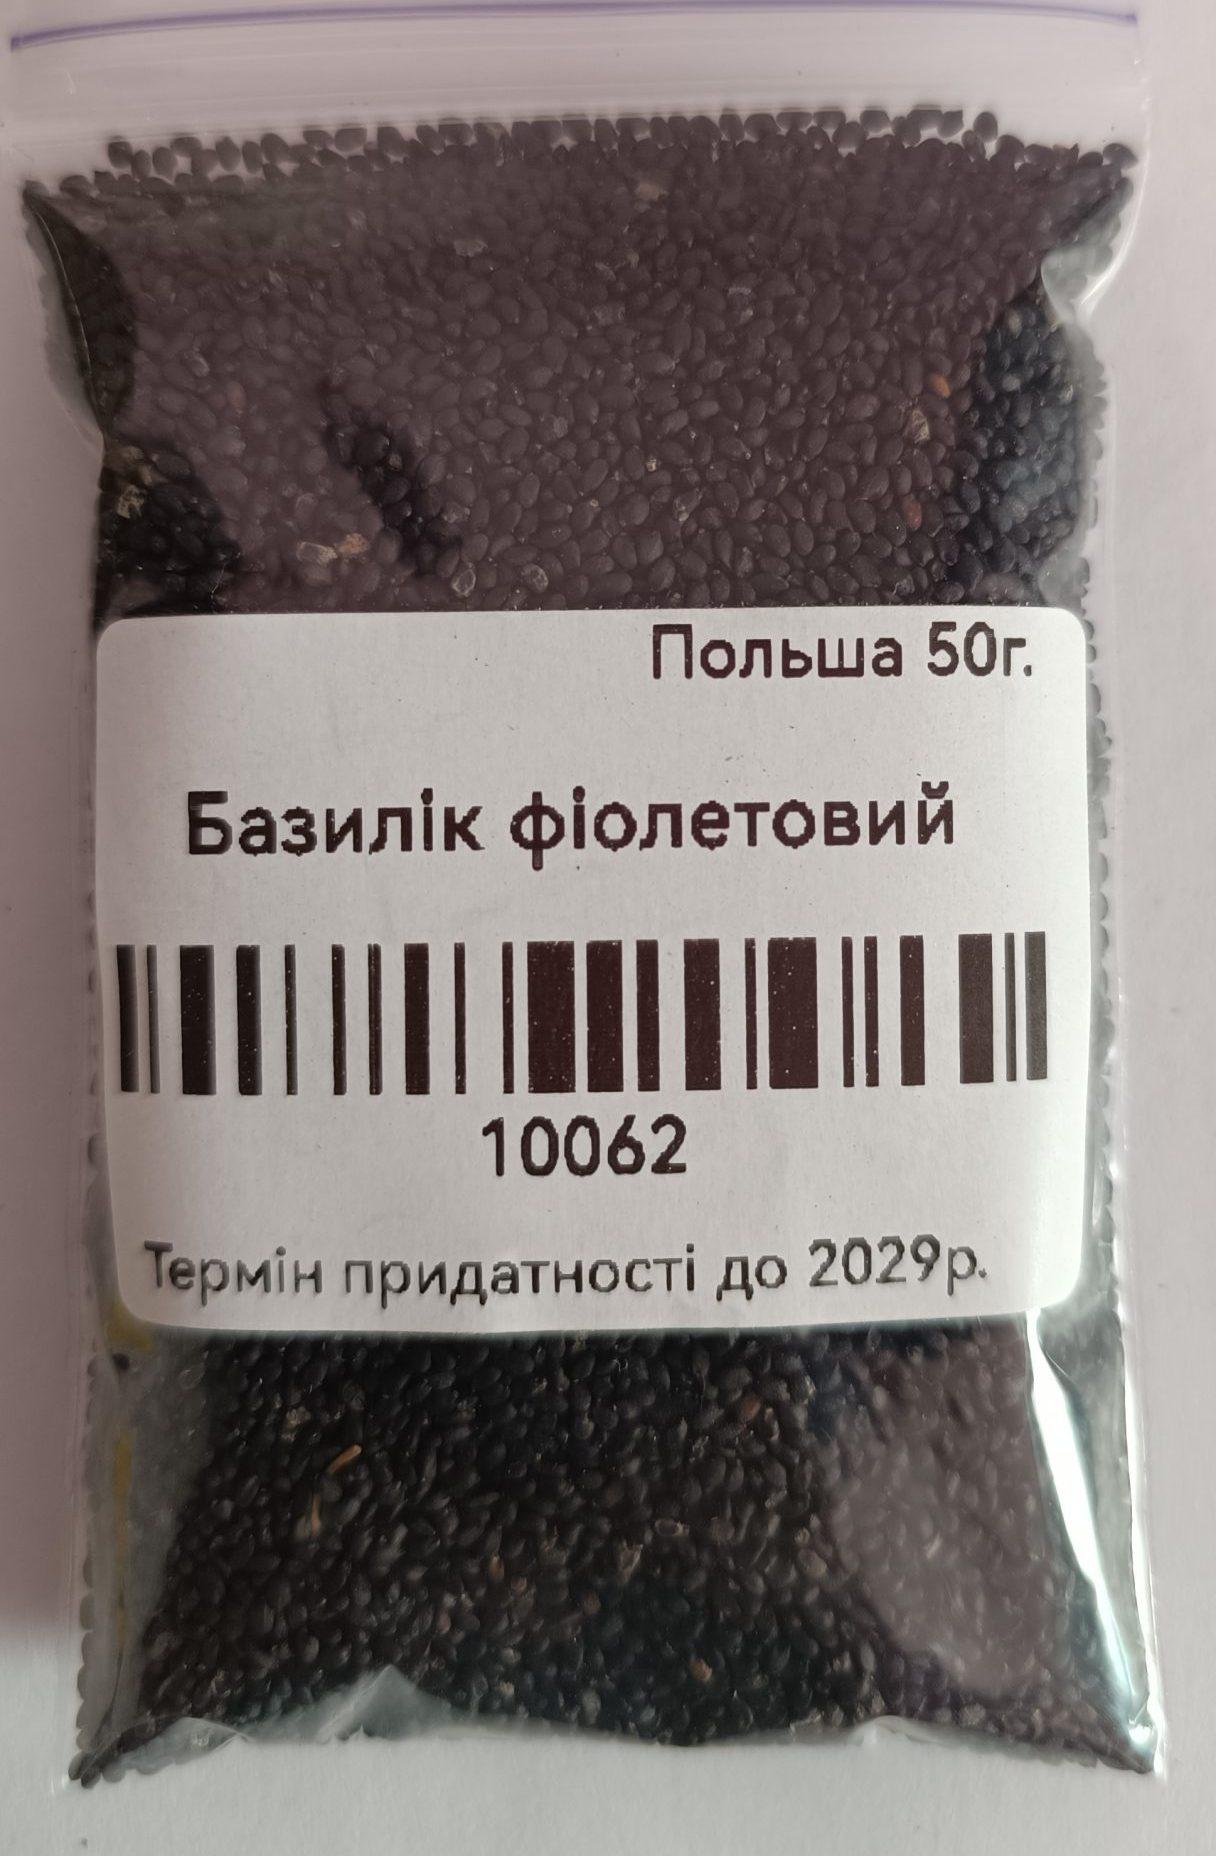 Польша 50г.
Базилік фіолетовий
10062
Термін придатності до 2029р.